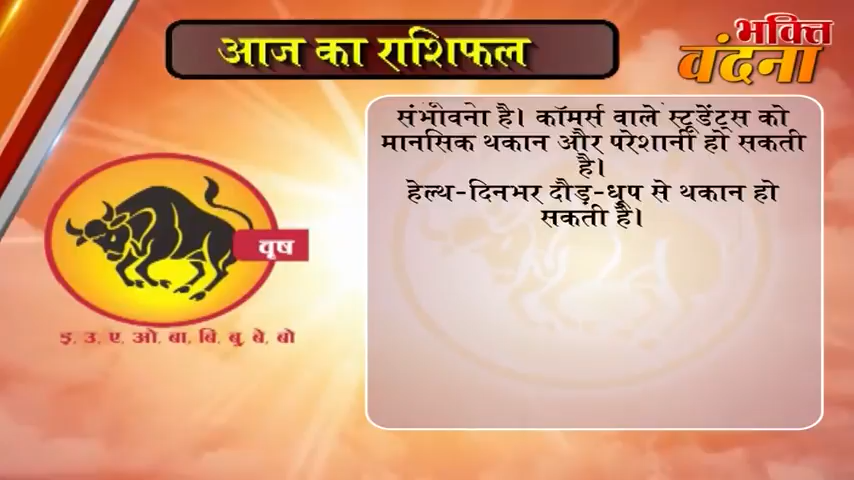 आज का राशिफल
भक्ति
वंदना
संभावना है। कॉमर्स वाले स्टूडेंट्स को
मानसिक थकान और परेशानी हो सकती
है।
हेल्थ-दिनभर दौड़-धूप से थकान हो
सकती है।
वृष
इ, उ, ए, ओ, बा, बि, बु, बे, बो